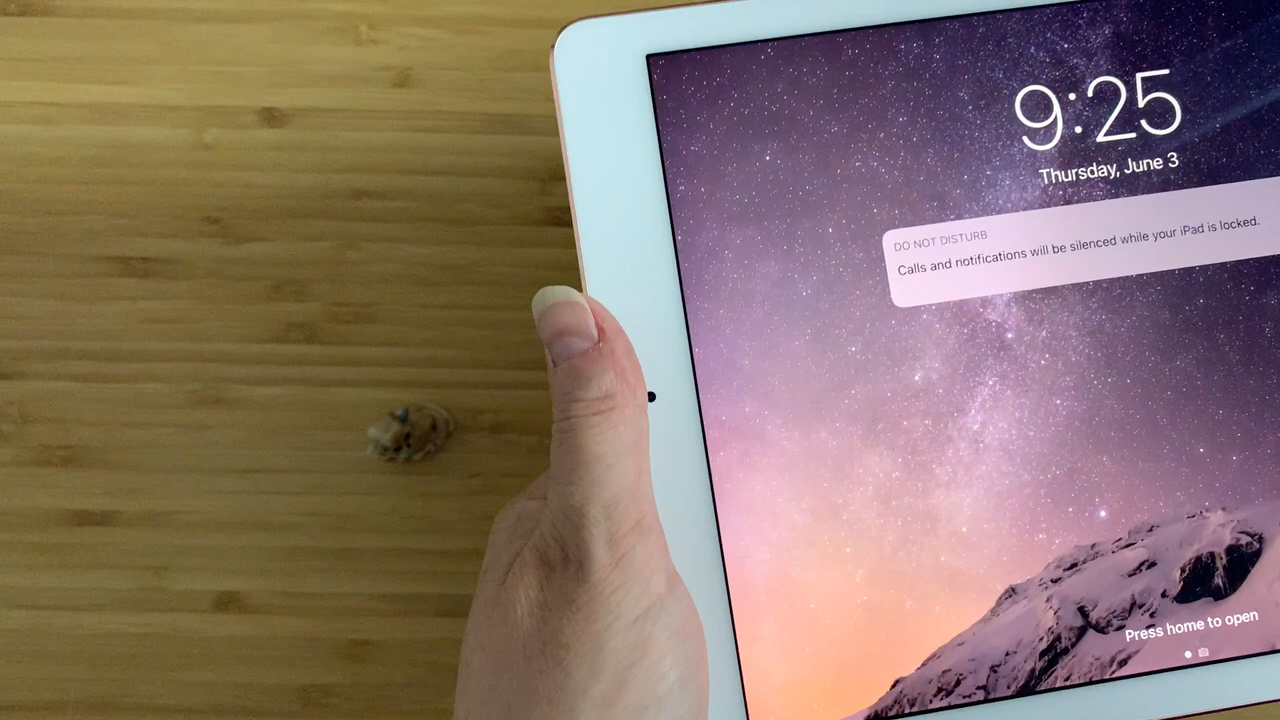 9:25
Thursday, June 3
DO NOT DISTURB
Calls and notifications will be silenced while your iPad is locked.
Press home to open